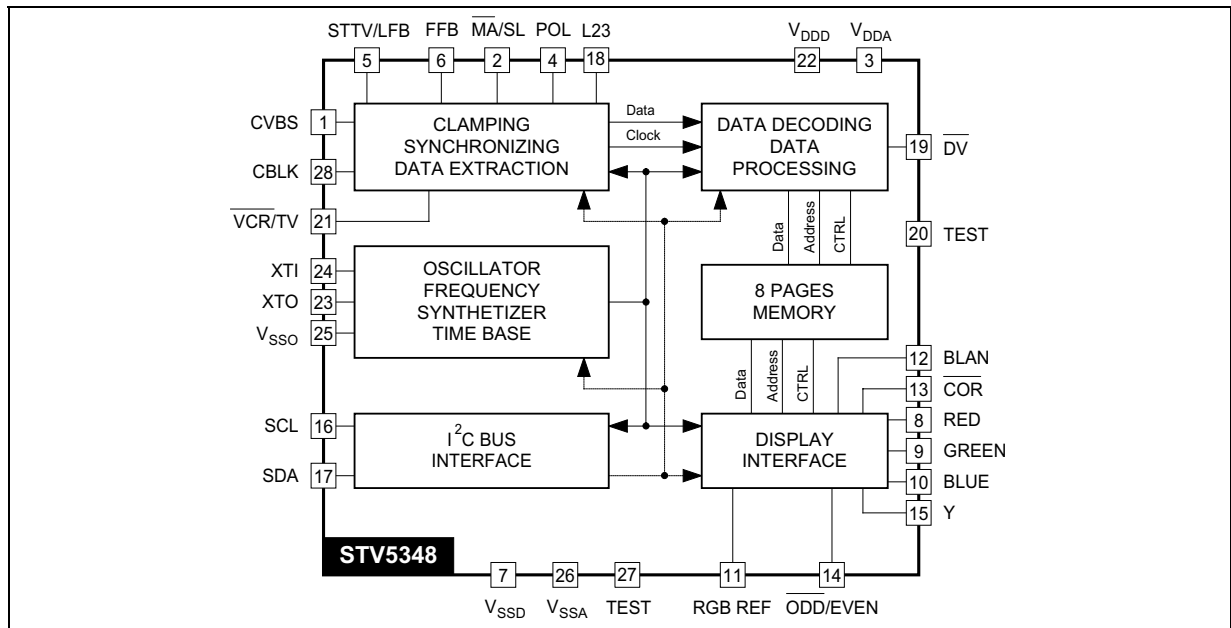 STTV/LFB FFB MA/SL POL L23 VDDD VDDA
5 6 2 4 18 22 3
CVBS 1
CBLK 28
VCR/TV 21
CLAMPING
SYNCHRONIZING
DATA EXTRACTION
Data
Clock
DATA DECODING
DATA
PROCESSING
19 DV
20 TEST
Data Address CTRL
XTI 24
XTO 23
VSSO 25
OSCILLATOR
FREQUENCY
SYNTHETIZER
TIME BASE
8 PAGES
MEMORY
Data Address CTRL
SCL 16
SDA 17
I2C BUS
INTERFACE
DISPLAY
INTERFACE
12 BLAN
13 COR
8 RED
9 GREEN
10 BLUE
15 Y
STV5348
7 26 27 11 14
VSSD VSSA TEST RGB REF ODD/EVEN